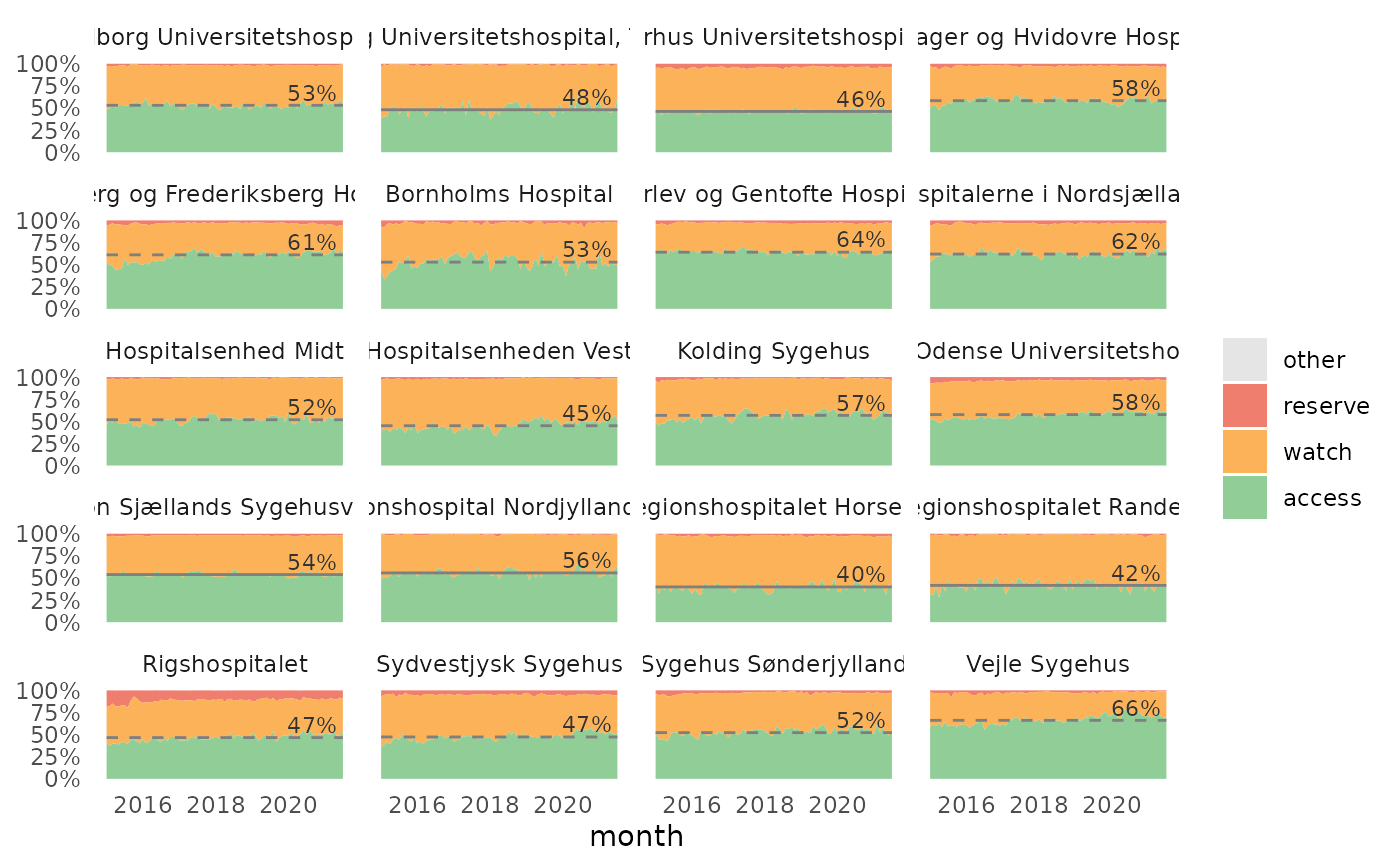 lborg Universitetshosp
g Universitetshospital,
rhus Universitetshospi
ager og Hvidovre Hosp
100%
75%
50%
25%
0%
53%
48%
46%
58%
erg og Frederiksberg Ho
Bornholms Hospital
rlev og Gentofte Hospi
spitalerne i Nordsjælla
100%
75%
50%
25%
0%
61%
53%
64%
62%
Hospitalsenhed Midt
Hospitalsenheden Vest
Kolding Sygehus
Odense Universitetsho
100%
75%
50%
25%
0%
52%
45%
57%
58%
on Sjællands Sygehusv
onshospital Nordjylland
egionshospitalet Horse
egionshospitalet Rande
100%
75%
50%
25%
0%
54%
56%
40%
42%
Rigshospitalet
Sydvestjysk Sygehus
Sygehus Sønderjylland
Vejle Sygehus
100%
75%
50%
25%
0%
47%
47%
52%
66%
2016 2018 2020
2016 2018 2020
2016 2018 2020
2016 2018 2020
month
other
reserve
watch
access